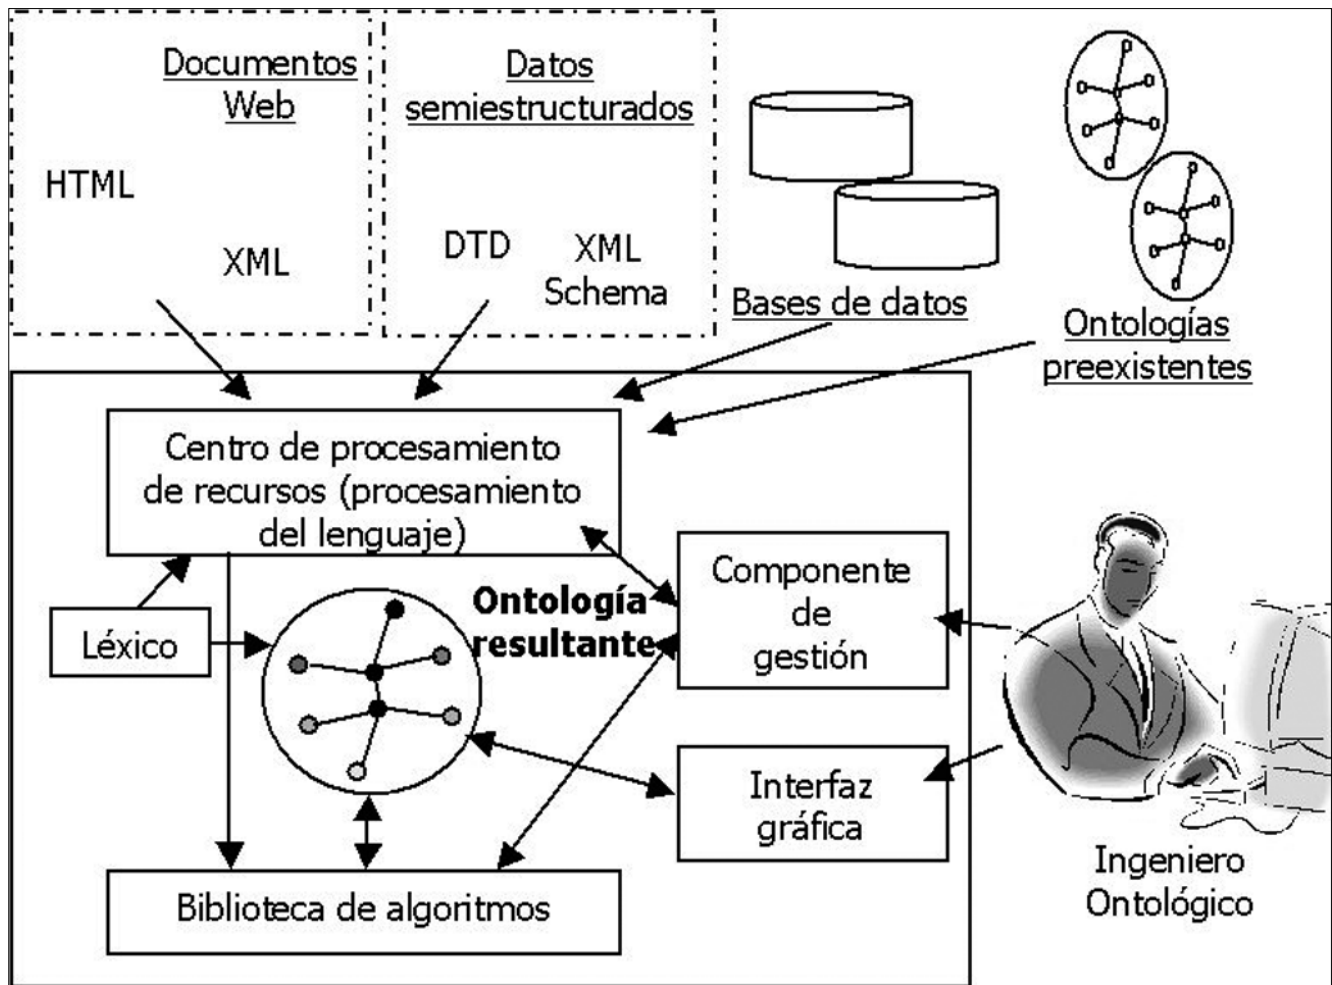 Documentos
Web
HTML
XML
Datos
semiestructurados
DTD
XML
Schema
Bases de datos
Ontologías
preexistentes
Centro de procesamiento
de recursos (procesamiento
del lenguaje)
Léxico
Ontología
resultante
Componente
de
gestión
Interfaz
gráfica
Biblioteca de algoritmos
Ingeniero
Ontológico